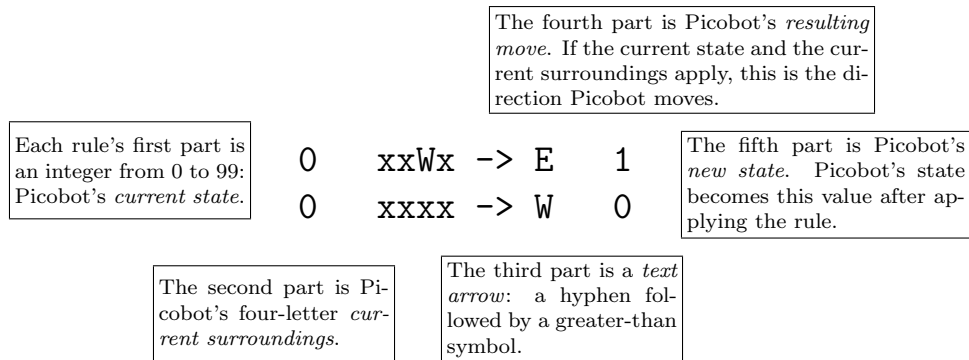 The fourth part is Picobot's resulting
move. If the current state and the cur-
rent surroundings apply, this is the di-
rection Picobot moves.
Each rule's first part is
an integer from 0 to 99:
Picobot's current state.
0 xxWx -> E 1
0 xxxx -> W 0
The fifth part is Picobot's
new state. Picobot's state
becomes this value after ap-
plying the rule.
The second part is Pi-
cobot's four-letter cur-
rent surroundings.
The third part is a text
arrow: a hyphen fol-
lowed by a greater-than
symbol.